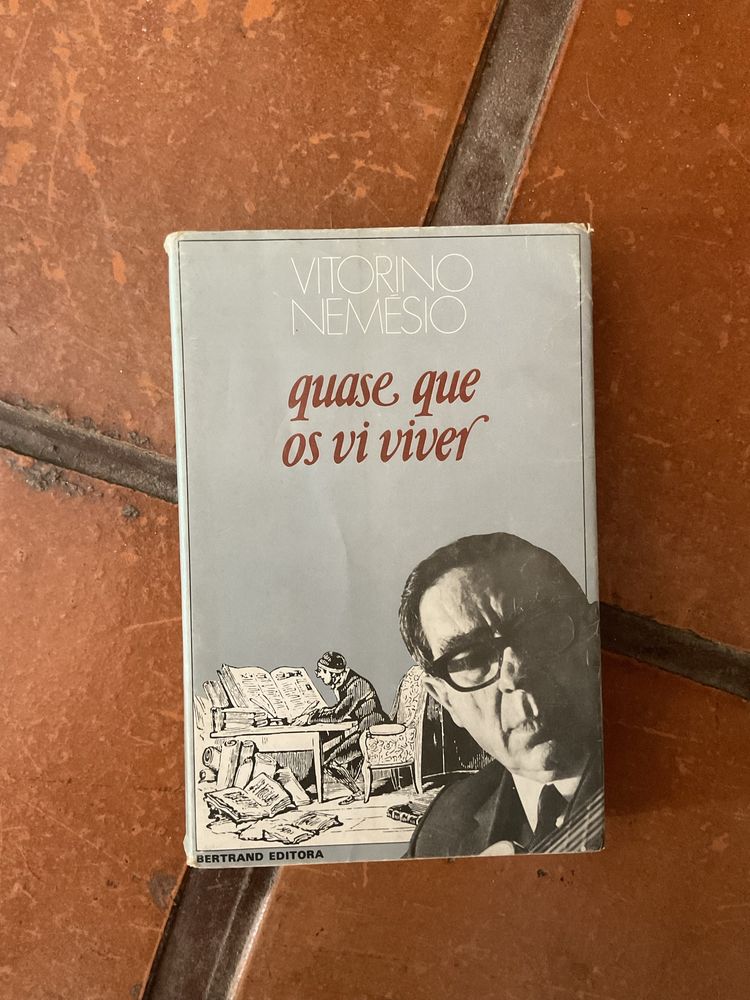 VITORINO
NEMÉSIO
quase que
os vi viver
BERTRAND EDITORA